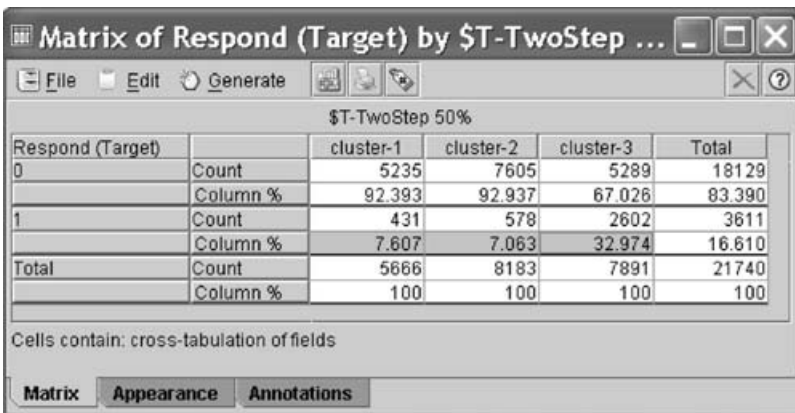 Matrix of Respond (Target) by $T-TwoStep ...
File Edit Generate
$T-TwoStep 50%
Respond (Target) cluster-1 cluster-2 cluster-3 Total
0 Count 5235 7605 5289 18129
Column % 92.393 92.937 67.026 83.390
1 Count 431 578 2602 3611
Column % 7.607 7.063 32.974 16.610
Total Count 5666 8183 7891 21740
Column % 100 100 100 100
Cells contain: cross-tabulation of fields
Matrix Appearance Annotations